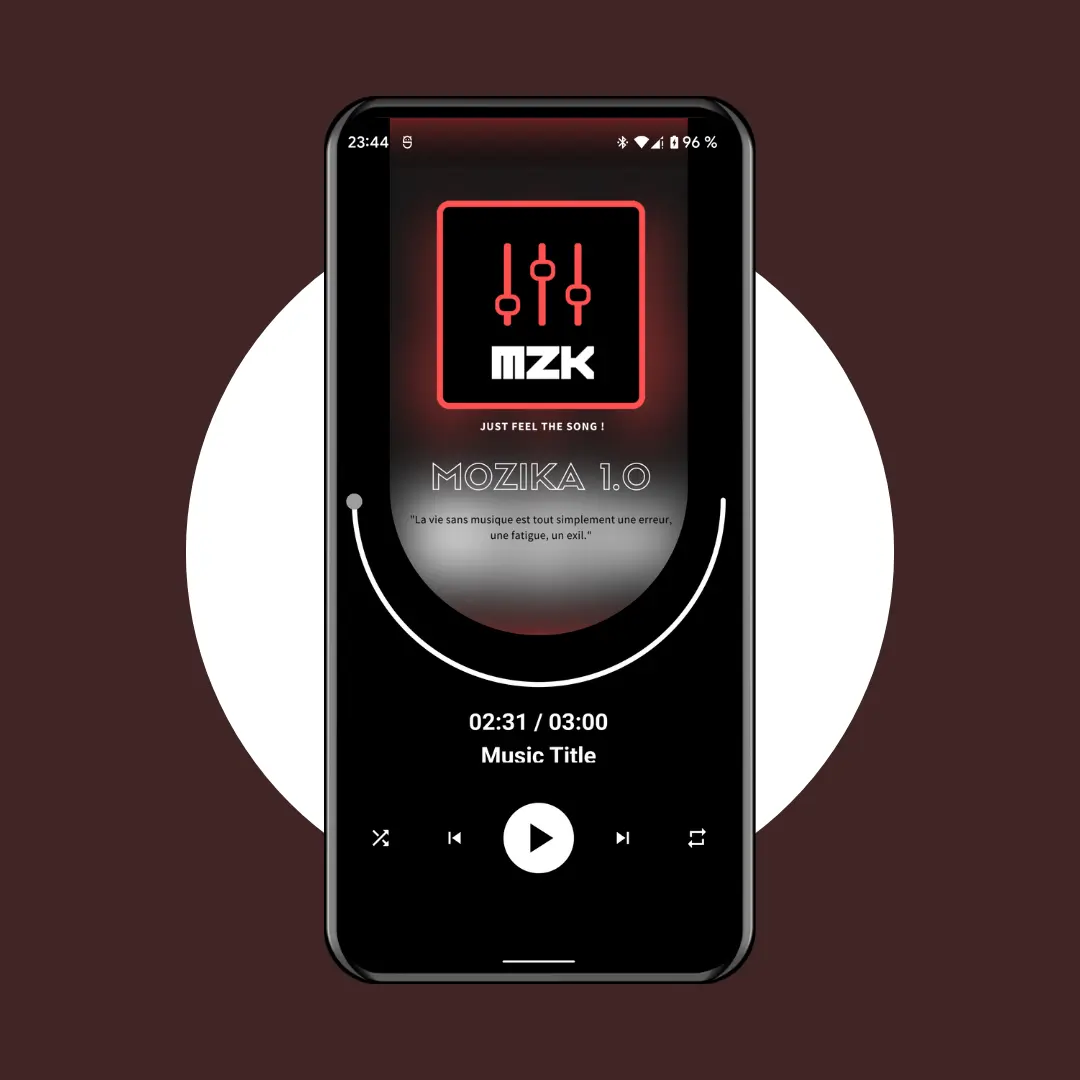 23:44 96 %
MZK
JUST FEEL THE SONG !
MOZIKA 1.0
"La vie sans musique est tout simplement une erreur,
une fatigue, un exil."
02:31 / 03:00
Music Title